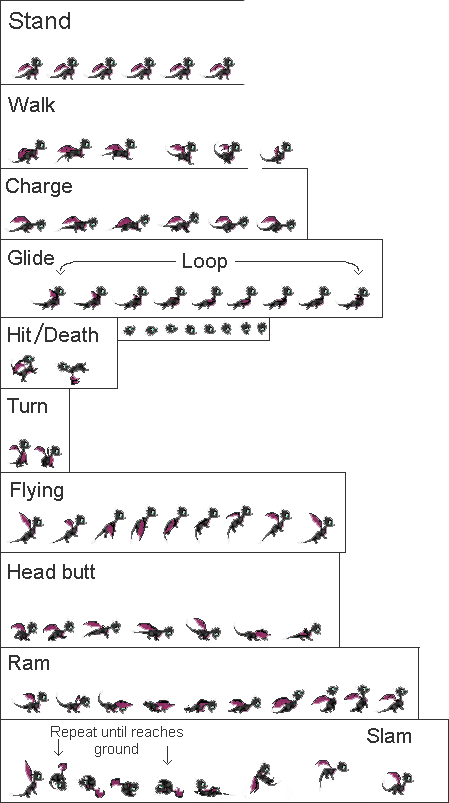 Stand
Walk
Charge
Glide
Loop
Hit/Death
Turn
Flying
Head butt
Ram
Repeat until reaches
ground
Slam